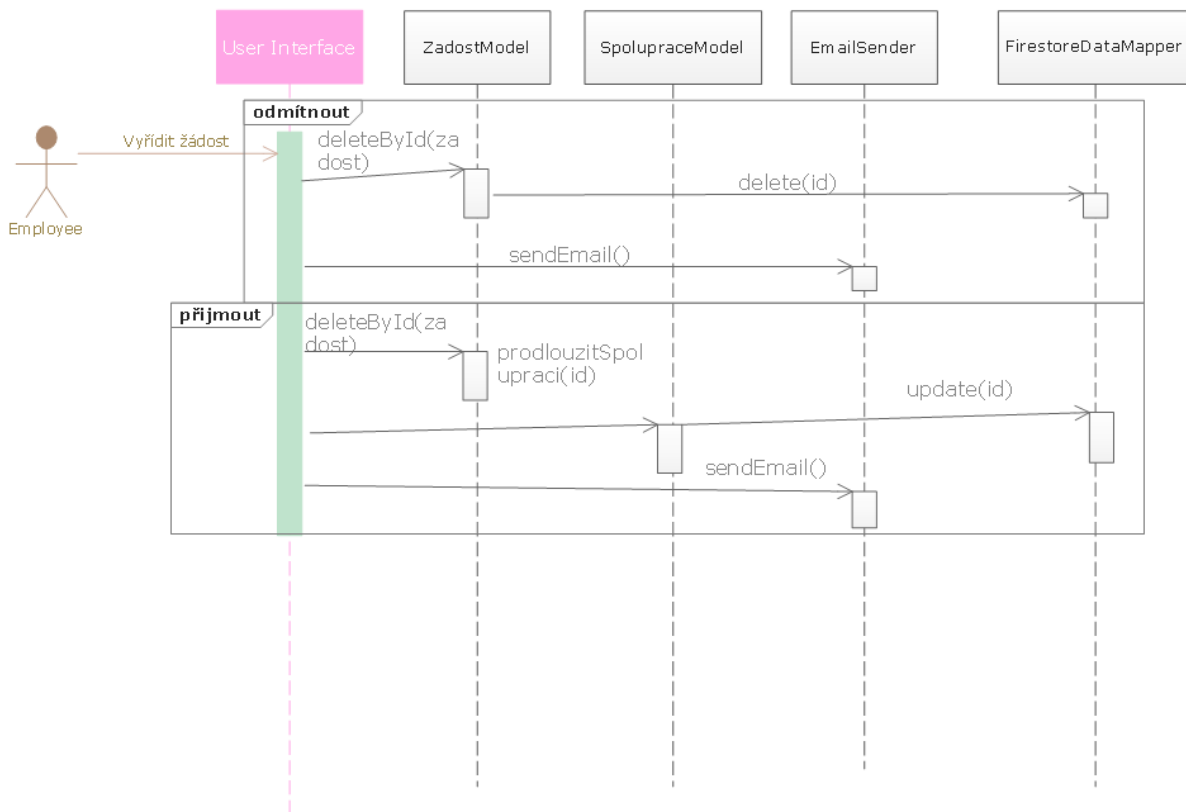 User Interface
ZadostModel
SpolupraceModel
EmailSender
FirestoreDataMapper
odmítnout
Vyřídit žádost
Employee
deleteById(za
dost)
delete(id)
sendEmail()
přijmout
deleteById(za
dost)
prodlouzitSpol
upraci(id)
update(id)
sendEmail()